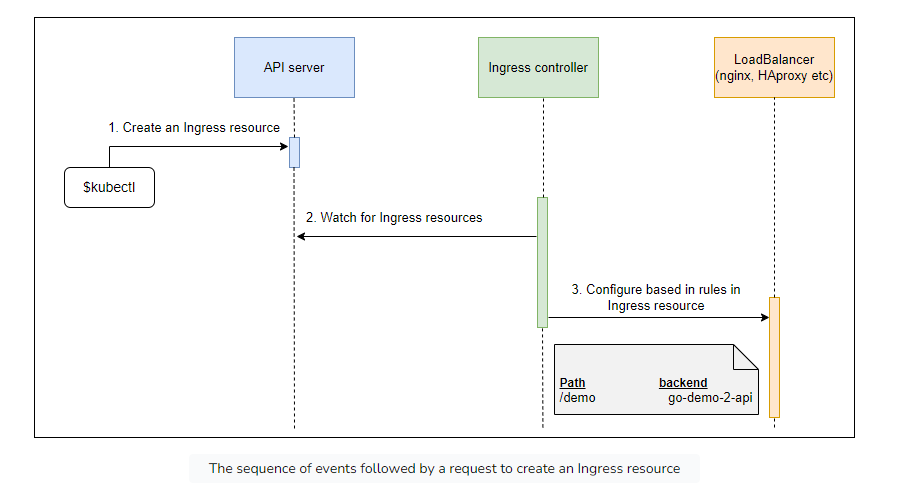 API server
Ingress controller
LoadBalancer
(nginx, HAproxy etc)
1. Create an Ingress resource
$kubectl
2. Watch for Ingress resources
3. Configure based in rules in
Ingress resource
Path backend
/demo go-demo-2-api
The sequence of events followed by a request to create an Ingress resource